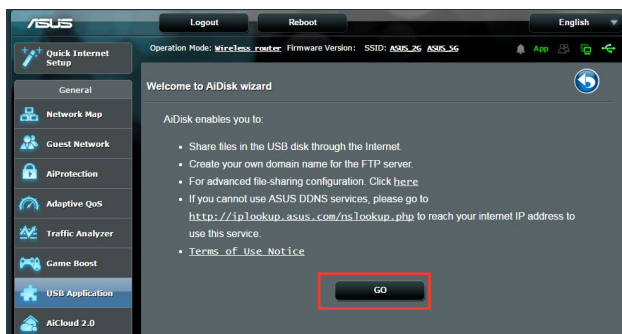 ASUS
Logout
Reboot
English
Quick Internet
Setup
Operation Mode: Wireless router Firmware Version: SSID: ASUS_2G ASUS_5G
App
General
Network Map
Guest Network
AiProtection
Adaptive QoS
Traffic Analyzer
Game Boost
USB Application
AiCloud 2.0
Welcome to AiDisk wizard
AiDisk enables you to:
• Share files in the USB disk through the Internet.
• Create your own domain name for the FTP server.
• For advanced file-sharing configuration. Click here
• If you cannot use ASUS DDNS services, please go to
http://iplookup.asus.com/nslookup.php to reach your internet IP address to
use this service.
• Terms of Use Notice
GO